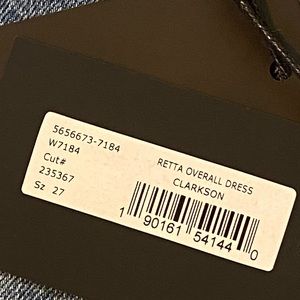 5656673-7184
W7184
Cut#
235367
Sz 27
RETTA OVERALL DRESS
CLARKSON
1 90161 54144 0